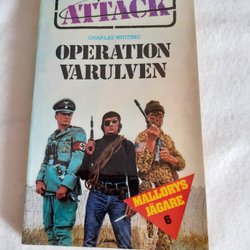 ATTACK
CHARLES WHITING
OPERATION
VARULVEN
MALLORYS
JÄGARE
6